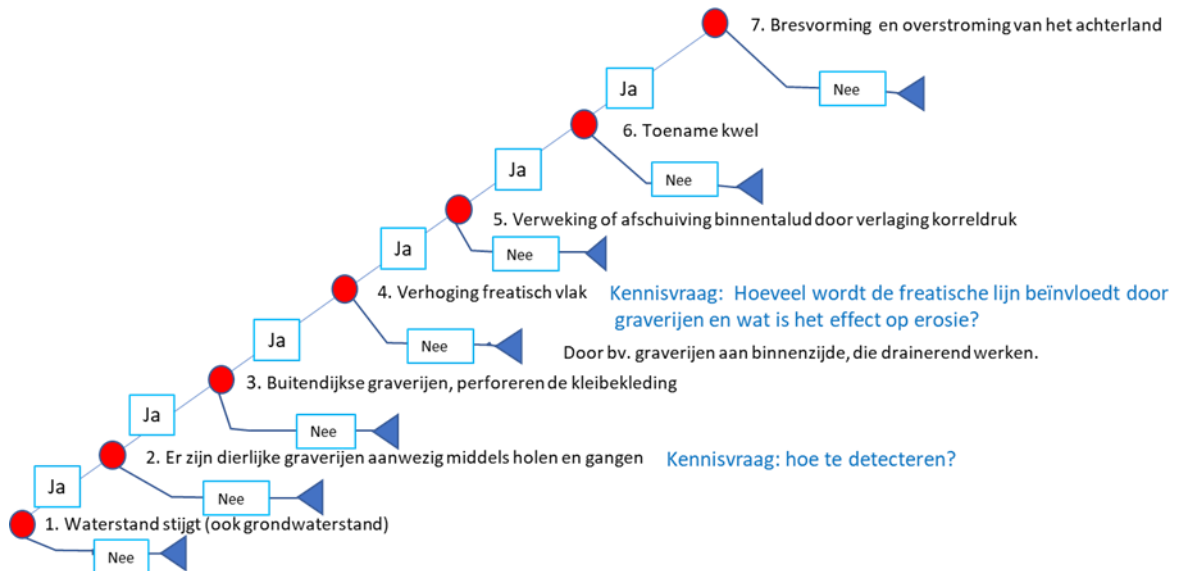 7. Bresvorming en overstroming van het achterland
Nee
Ja
6. Toename kwel
Nee
Ja
5. Verweking of afschuiving binnentalud door verlaging korreldruk
Nee
Ja
4. Verhoging freatisch vlak
Kennisvraag: Hoeveel wordt de freatische lijn beïnvloedt door
graverijen en wat is het effect op erosie?
Nee
Door bv. graverijen aan binnenzijde, die drainerend werken.
Ja
3. Buitendijkse graverijen, perforeren de kleibekleding
Nee
Ja
2. Er zijn dierlijke graverijen aanwezig middels holen en gangen
Kennisvraag: hoe te detecteren?
Nee
Ja
1. Waterstand stijgt (ook grondwaterstand)
Nee